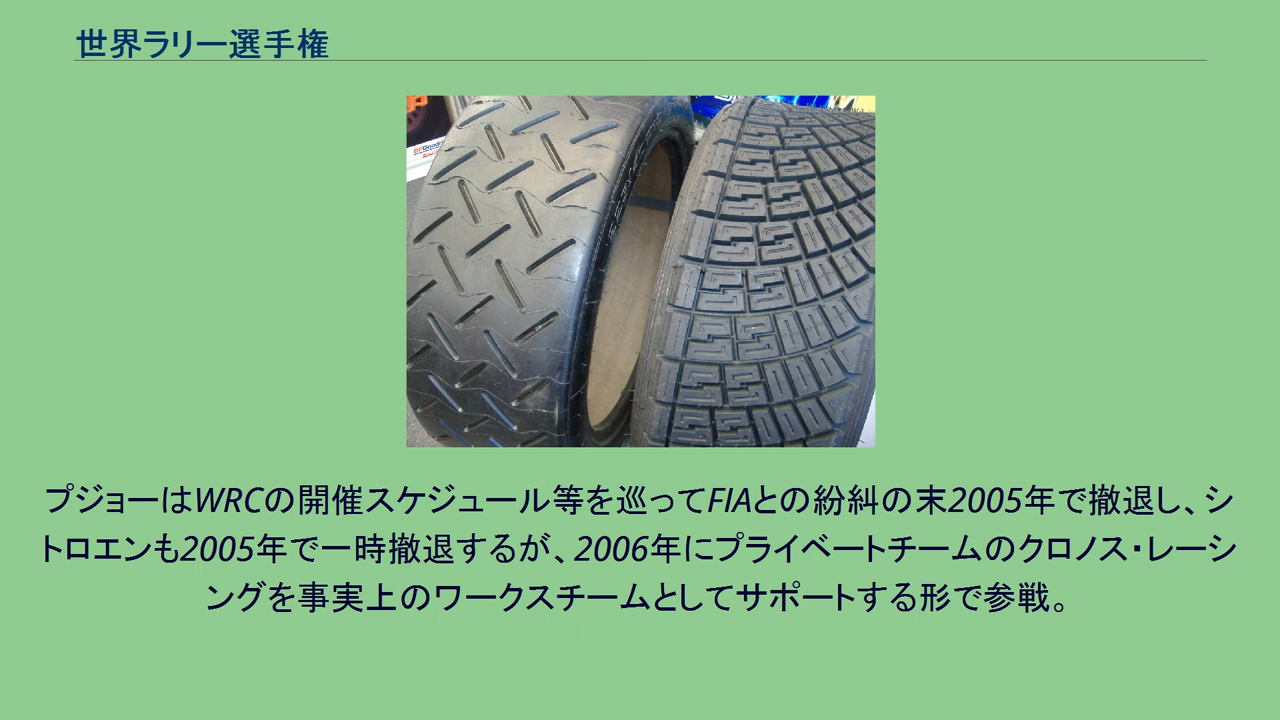 世界ラリー選手権
プジョーはWRCの開催スケジュール等を巡ってFIAとの紛糾の末2005年で撤退し、シ
トロエンも2005年で一時撤退するが、2006年にプライベートチームのクロノス・レーシ
ングを事実上のワークスチームとしてサポートする形で参戦。